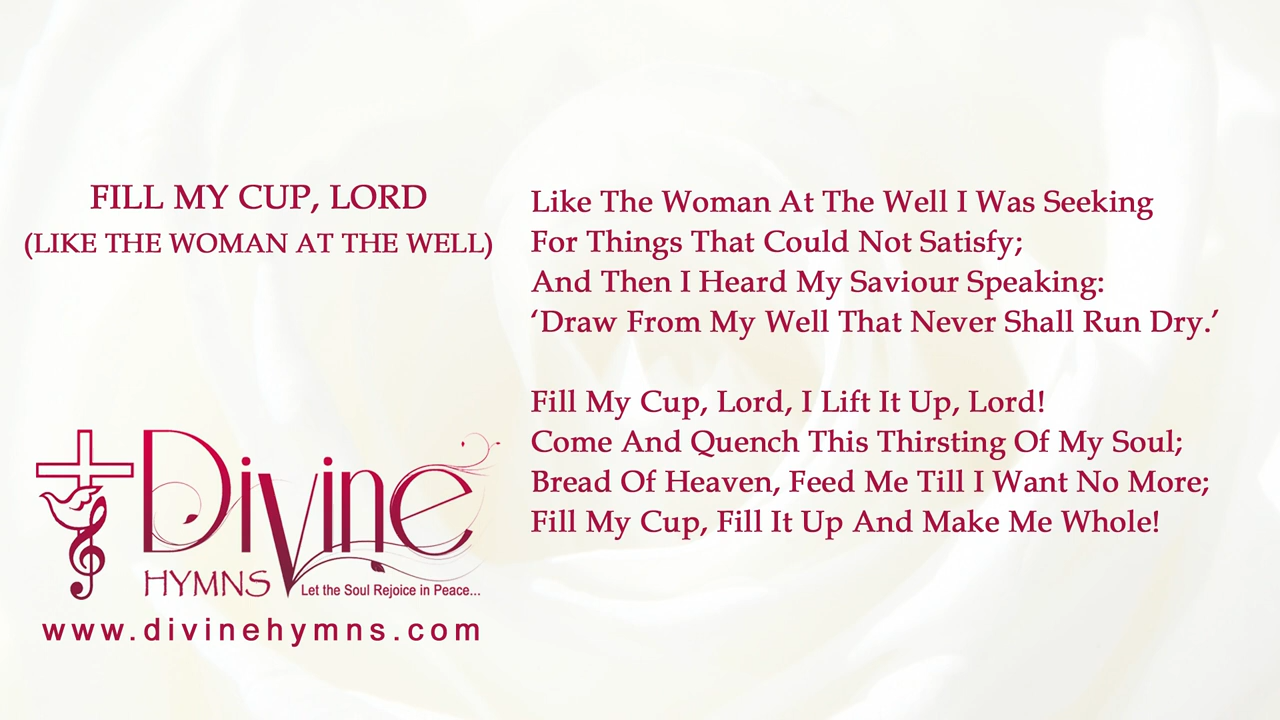 FILL MY CUP, LORD
(LIKE THE WOMAN AT THE WELL)
Like The Woman At The Well I Was Seeking
For Things That Could Not Satisfy;
And Then I Heard My Saviour Speaking:
‘Draw From My Well That Never Shall Run Dry.’
Fill My Cup, Lord, I Lift It Up, Lord!
Come And Quench This Thirsting Of My Soul;
Bread Of Heaven, Feed Me Till I Want No More;
Fill My Cup, Fill It Up And Make Me Whole!
Divine
HYMNS
Let the Soul Rejoice in Peace...
www.divinehymns.com